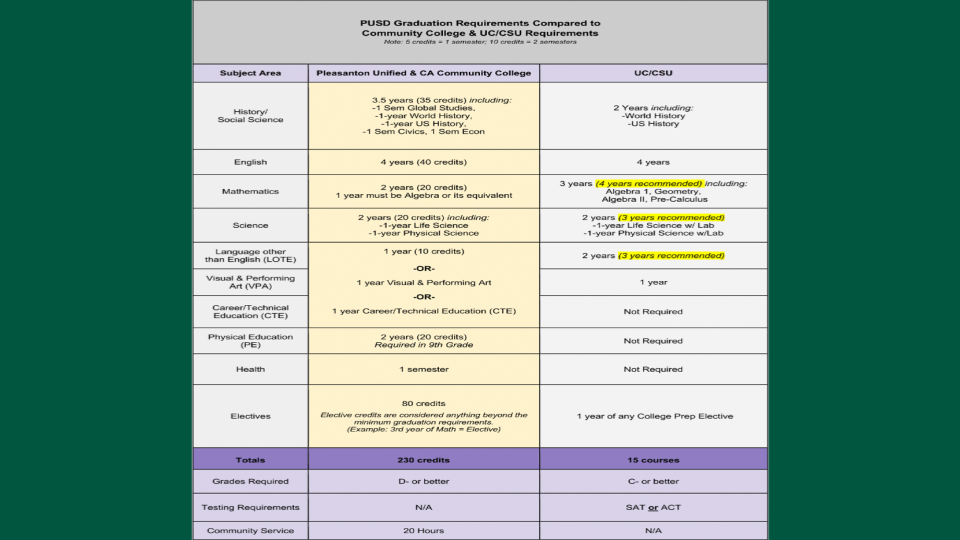 PUSD Graduation Requirements Compared to
Community College & UC/CSU Requirements
Note: 5 credits = 1 semester; 10 credits = 2 semesters
Subject Area
Pleasanton Unified & CA Community College
UC/CSU
History/
Social Science
3.5 years (35 credits) including:
-1 Sem Global Studies,
-1-year World History,
-1-year US History,
-1 Sem Civics, 1 Sem Econ
2 Years including:
-World History
-US History
English
4 years (40 credits)
4 years
Mathematics
2 years (20 credits)
1 year must be Algebra or its equivalent
3 years (4 years recommended) including:
Algebra 1, Geometry,
Algebra II, Pre-Calculus
Science
2 years (20 credits) including:
-1-year Life Science
-1-year Physical Science
2 years (3 years recommended)
-1-year Life Science w/ Lab
-1-year Physical Science w/Lab
Language other
than English (LOTE)
1 year (10 credits)
2 years (3 years recommended)
-OR-
Visual & Performing
Art (VPA)
1 year Visual & Performing Art
1 year
-OR-
Career/Technical
Education (CTE)
1 year Career/Technical Education (CTE)
Not Required
Physical Education
(PE)
2 years (20 credits)
Required in 9th Grade
Not Required
Health
1 semester
Not Required
Electives
80 credits
Elective credits are considered anything beyond the
minimum graduation requirements.
(Example: 3rd year of Math = Elective)
1 year of any College Prep Elective
Totals
230 credits
15 courses
Grades Required
D- or better
C- or better
Testing Requirements
N/A
SAT or ACT
Community Service
20 Hours
N/A